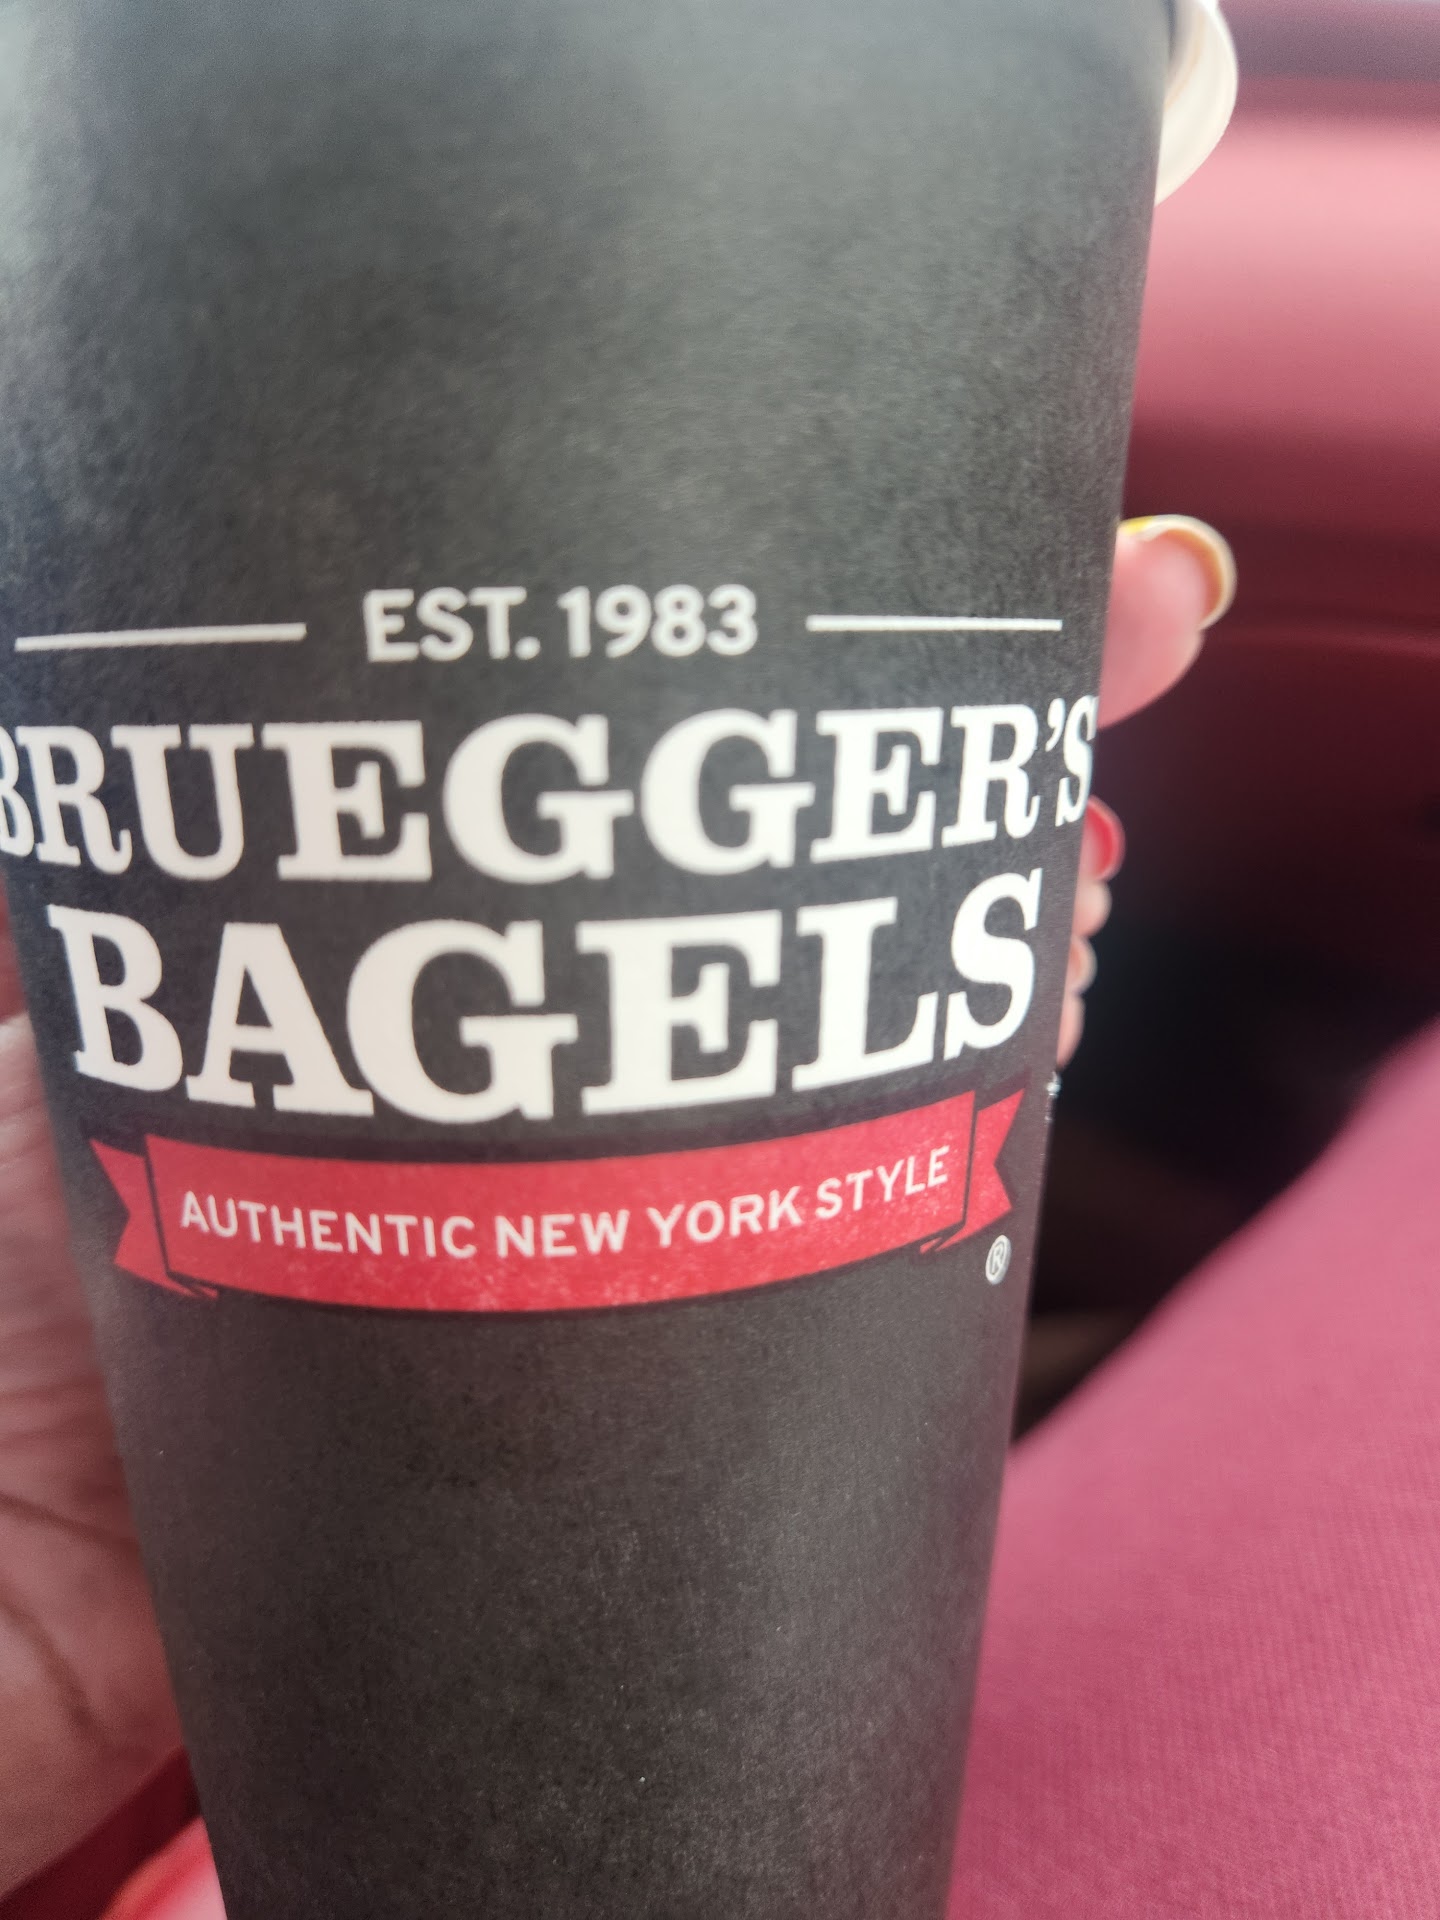 EST. 1983
BRUEGGER'S
BAGELS
AUTHENTIC NEW YORK STYLE
®